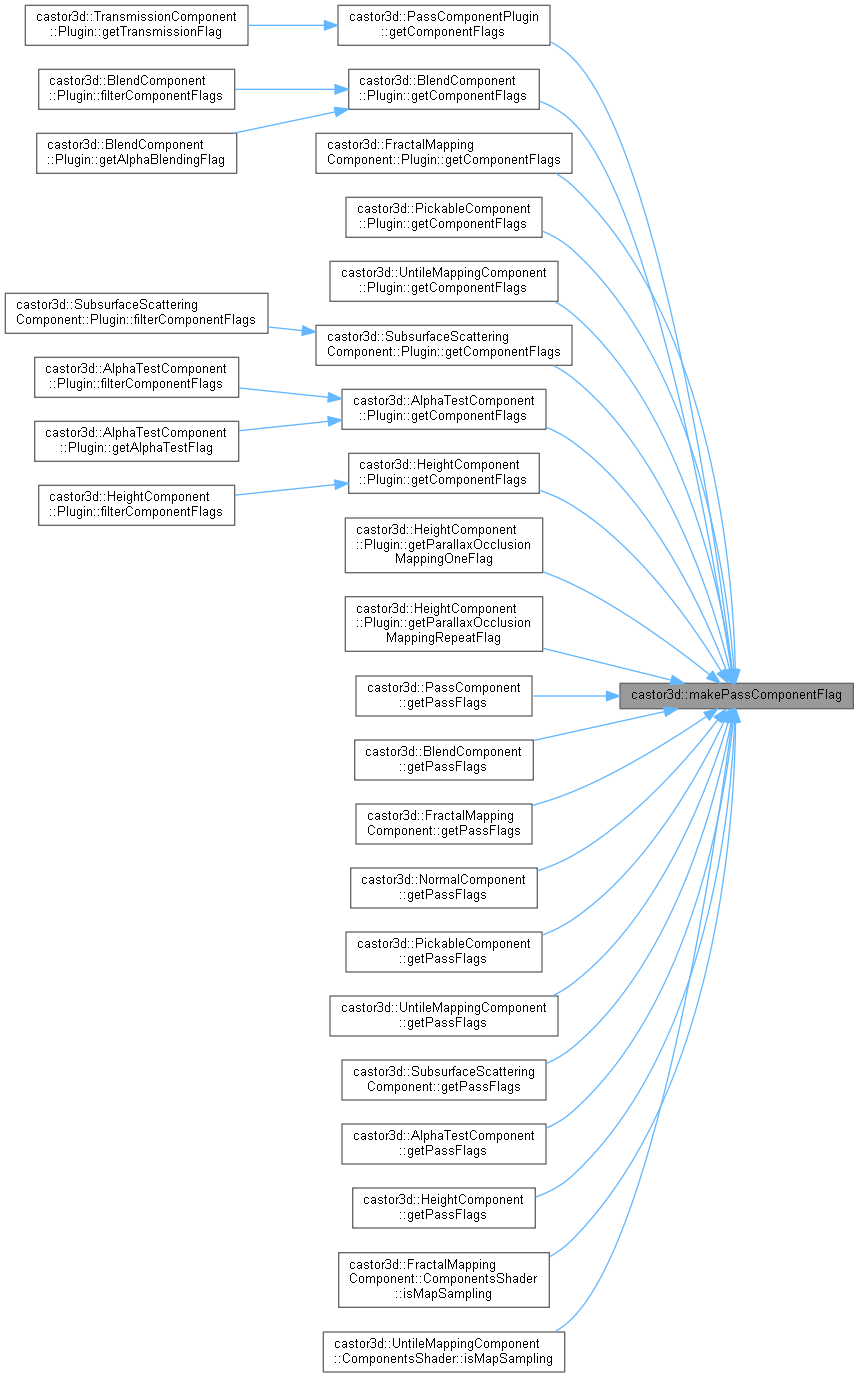 castor3d::TransmissionComponent
::Plugin::getTransmissionFlag
castor3d::PassComponentPlugin
::getComponentFlags
castor3d::BlendComponent
::Plugin::filterComponentFlags
castor3d::BlendComponent
::Plugin::getComponentFlags
castor3d::BlendComponent
::Plugin::getAlphaBlendingFlag
castor3d::FractalMapping
Component::Plugin::getComponentFlags
castor3d::PickableComponent
::Plugin::getComponentFlags
castor3d::UntileMappingComponent
::Plugin::getComponentFlags
castor3d::SubsurfaceScattering
Component::Plugin::filterComponentFlags
castor3d::SubsurfaceScattering
Component::Plugin::getComponentFlags
castor3d::AlphaTestComponent
::Plugin::filterComponentFlags
castor3d::AlphaTestComponent
::Plugin::getComponentFlags
castor3d::AlphaTestComponent
::Plugin::getAlphaTestFlag
castor3d::HeightComponent
::Plugin::getComponentFlags
castor3d::HeightComponent
::Plugin::filterComponentFlags
castor3d::HeightComponent
::Plugin::getParallaxOcclusion
MappingOneFlag
castor3d::HeightComponent
::Plugin::getParallaxOcclusion
MappingRepeatFlag
castor3d::PassComponent
::getPassFlags
castor3d::makePassComponentFlag
castor3d::BlendComponent
::getPassFlags
castor3d::FractalMapping
Component::getPassFlags
castor3d::NormalComponent
::getPassFlags
castor3d::PickableComponent
::getPassFlags
castor3d::UntileMappingComponent
::getPassFlags
castor3d::SubsurfaceScattering
Component::getPassFlags
castor3d::AlphaTestComponent
::getPassFlags
castor3d::HeightComponent
::getPassFlags
castor3d::FractalMapping
Component::ComponentsShader
::isMapSampling
castor3d::UntileMappingComponent
::ComponentsShader::isMapSampling